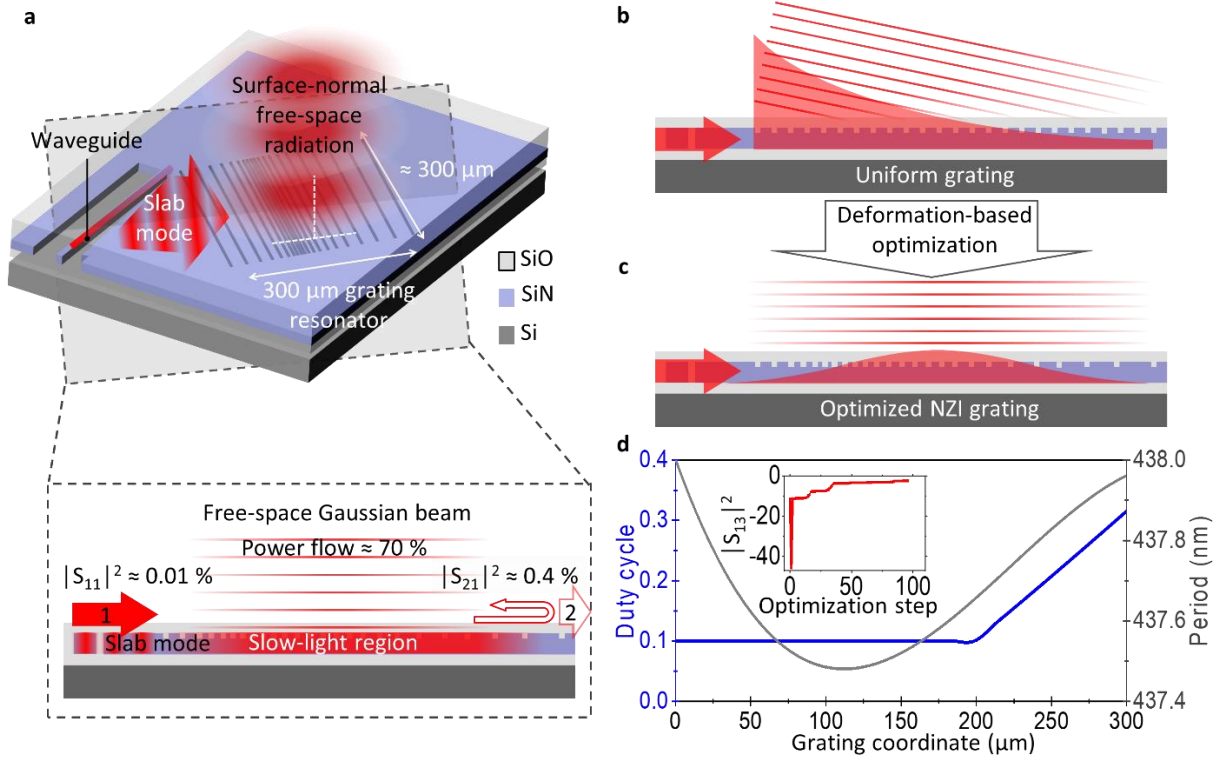 a
Surface-normal
free-space
radiation
Waveguide
≈ 300 µm
Slab
mode
300 µm grating
resonator
SiO
SiN
Si
Free-space Gaussian beam
Power flow ≈ 70 %
|S₁₁|² ≈ 0.01 %
|S₂₁|² ≈ 0.4 %
1
2
Slab mode
Slow-light region
b
Uniform grating
Deformation-based
optimization
c
Optimized NZI grating
d
Duty cycle
0.4
0.3
0.2
0.1
0.0
|S₁₃|²
0
-20
-40
0
50
100
Optimization step
438.0
437.8
437.6
437.4
Period (nm)
0
50
100
150
200
250
300
Grating coordinate (µm)